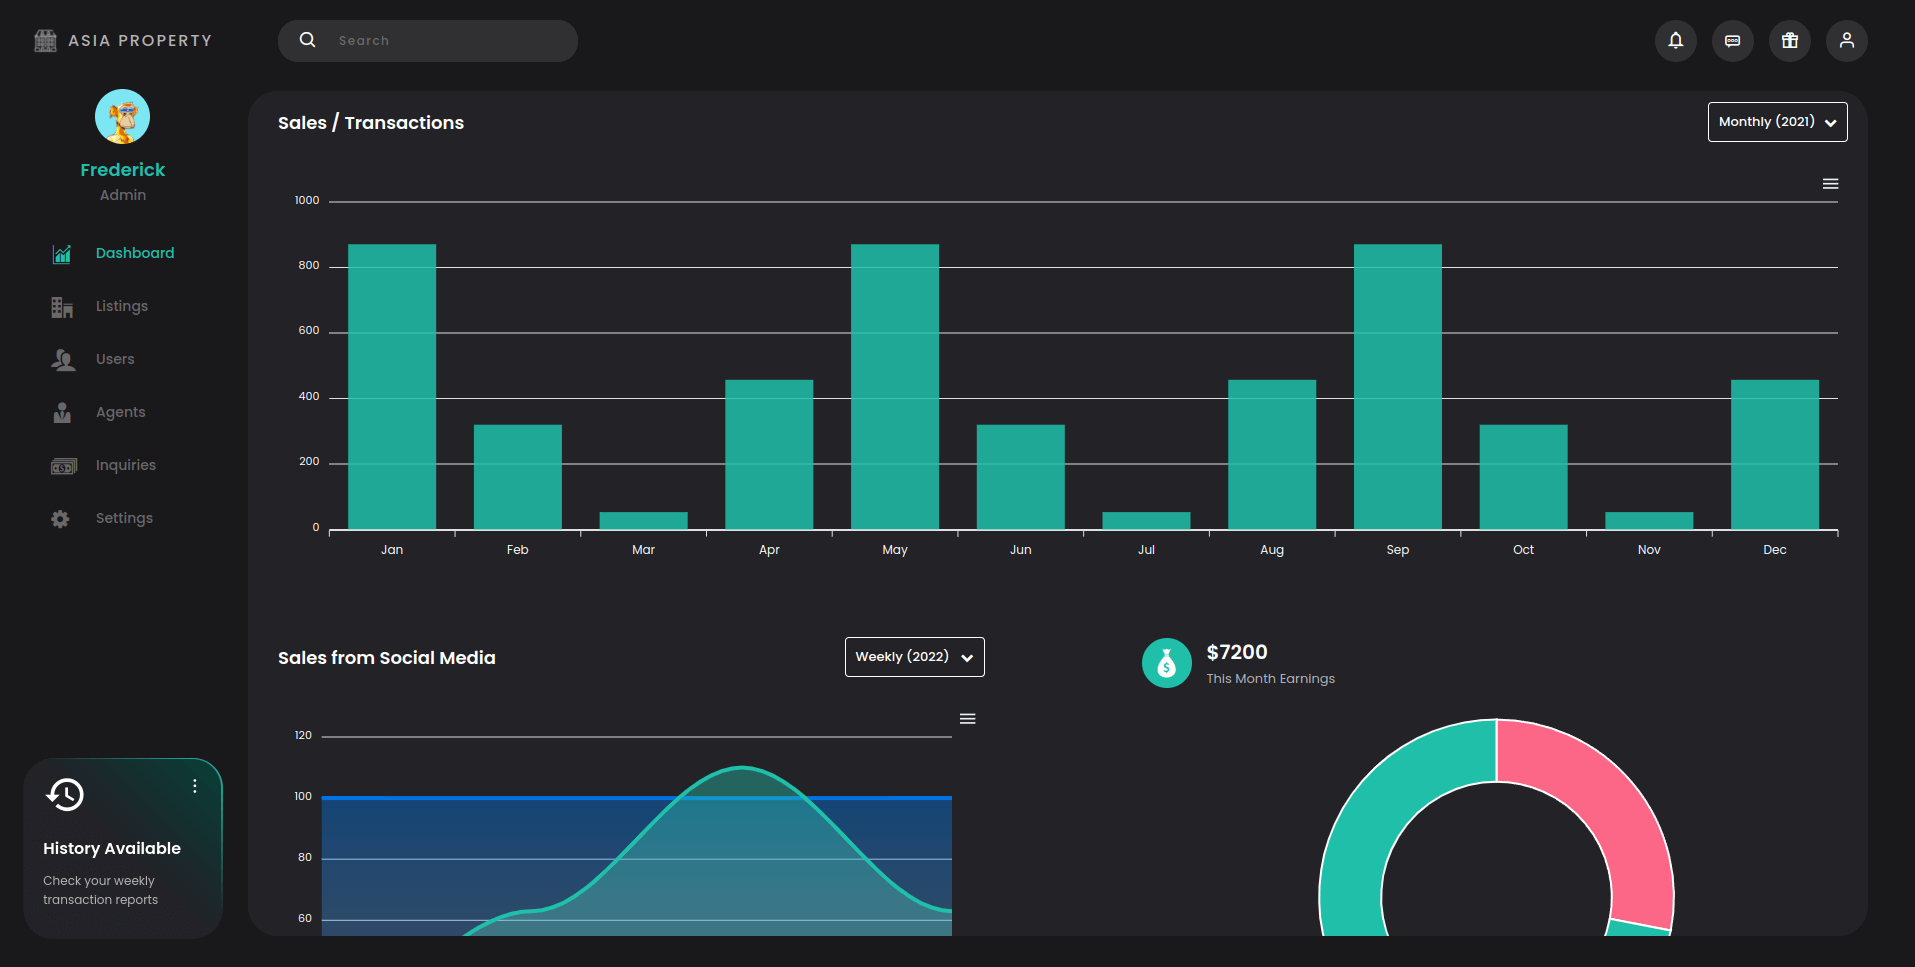 ASIA PROPERTY
Search
Frederick
Admin
Dashboard
Listings
Users
Agents
Inquiries
Settings
History Available
Check your weekly
transaction reports
Sales / Transactions
Monthly (2021)
1000
800
600
400
200
0
Jan Feb Mar Apr May Jun Jul Aug Sep Oct Nov Dec
Sales from Social Media
Weekly (2022)
120
100
80
60
$7200
This Month Earnings